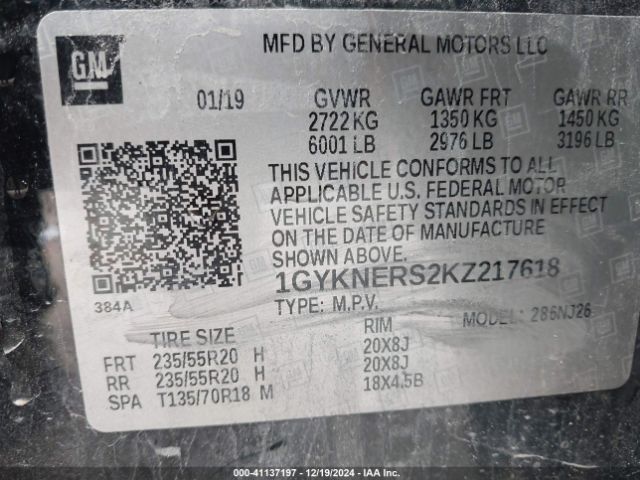 GM
MFD BY GENERAL MOTORS LLC
01/19 GVWR GAWR FRT GAWR RR
2722 KG 1350 KG 1450 KG
6001 LB 2976 LB 3196 LB
THIS VEHICLE CONFORMS TO ALL
APPLICABLE U.S. FEDERAL MOTOR
VEHICLE SAFETY STANDARDS IN EFFECT
ON THE DATE OF MANUFACTURE
SHOWN ABOVE.
1GYKNERS2KZ217618
384A
TYPE: M.P.V. MODEL: 286NJ26
TIRE SIZE RIM
FRT 235/55R20 H 20X8J
RR 235/55R20 H 20X8J
SPA T135/70R18 M 18X4.5B
000-41137197 - 12/19/2024 - IAA Inc.